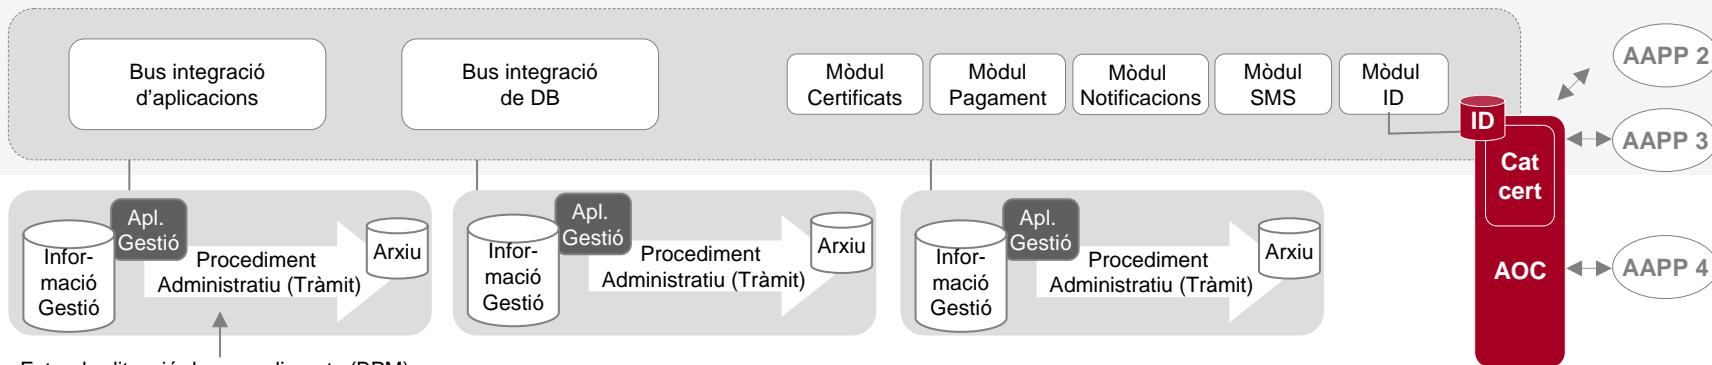 Bus integració
d'aplicacions
Bus integració
de DB
Mòdul
Certificats
Mòdul
Pagament
Mòdul
Notificacions
Mòdul
SMS
Mòdul
ID
ID
Cat
cert
AOC
AAPP 2
AAPP 3
AAPP 4
Apl.
Gestió
Infor-
mació
Gestió
Procediment
Administratiu (Tràmit)
Arxiu
Apl.
Gestió
Infor-
mació
Gestió
Procediment
Administratiu (Tràmit)
Arxiu
Apl.
Gestió
Infor-
mació
Gestió
Procediment
Administratiu (Tràmit)
Arxiu
(BPM)